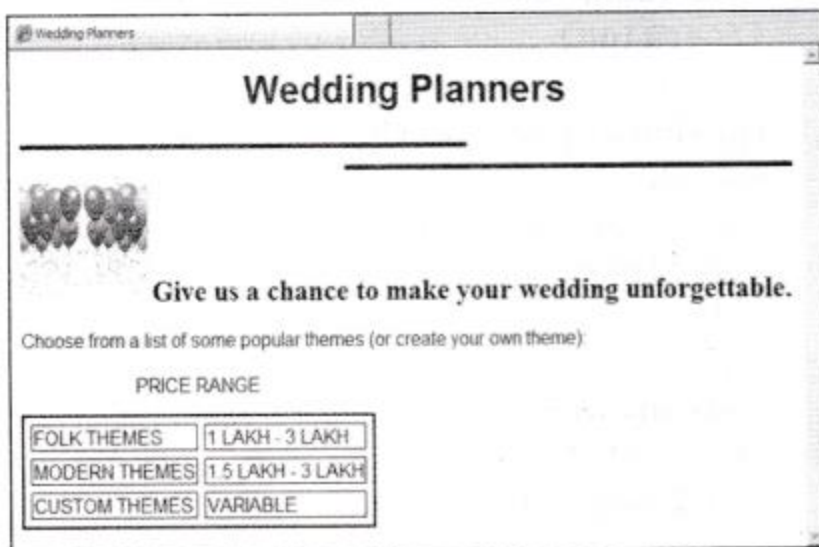 Wedding Planners
Wedding Planners
Give us a chance to make your wedding unforgettable.
Choose from a list of some popular themes (or create your own theme):
PRICE RANGE
FOLK THEMES 1 LAKH - 3 LAKH
MODERN THEMES 1.5 LAKH - 3 LAKH
CUSTOM THEMES VARIABLE